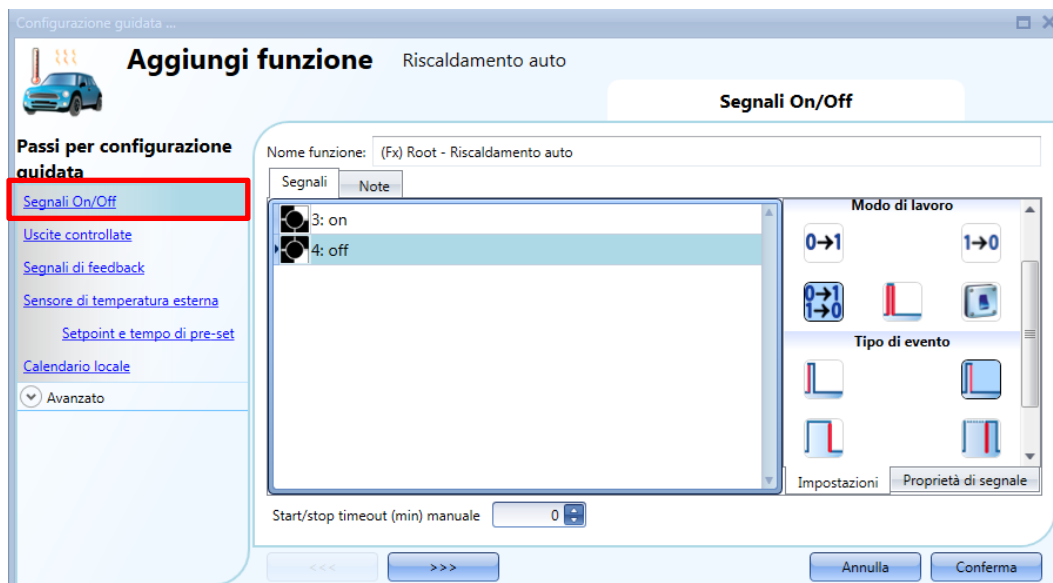 Configurazione guidata ...
Aggiungi funzione Riscaldamento auto
Segnali On/Off
Passi per configurazione
guidata
Segnali On/Off
Uscite controllate
Segnali di feedback
Sensore di temperatura esterna
Setpoint e tempo di pre-set
Calendario locale
Avanzato
Nome funzione: (Fx) Root - Riscaldamento auto
Segnali Note
3: on
4: off
Modo di lavoro
0→1 1→0
0→1
1→0
Tipo di evento
Impostazioni Proprietà di segnale
Start/stop timeout (min) manuale 0
<<< >>> Annulla Conferma